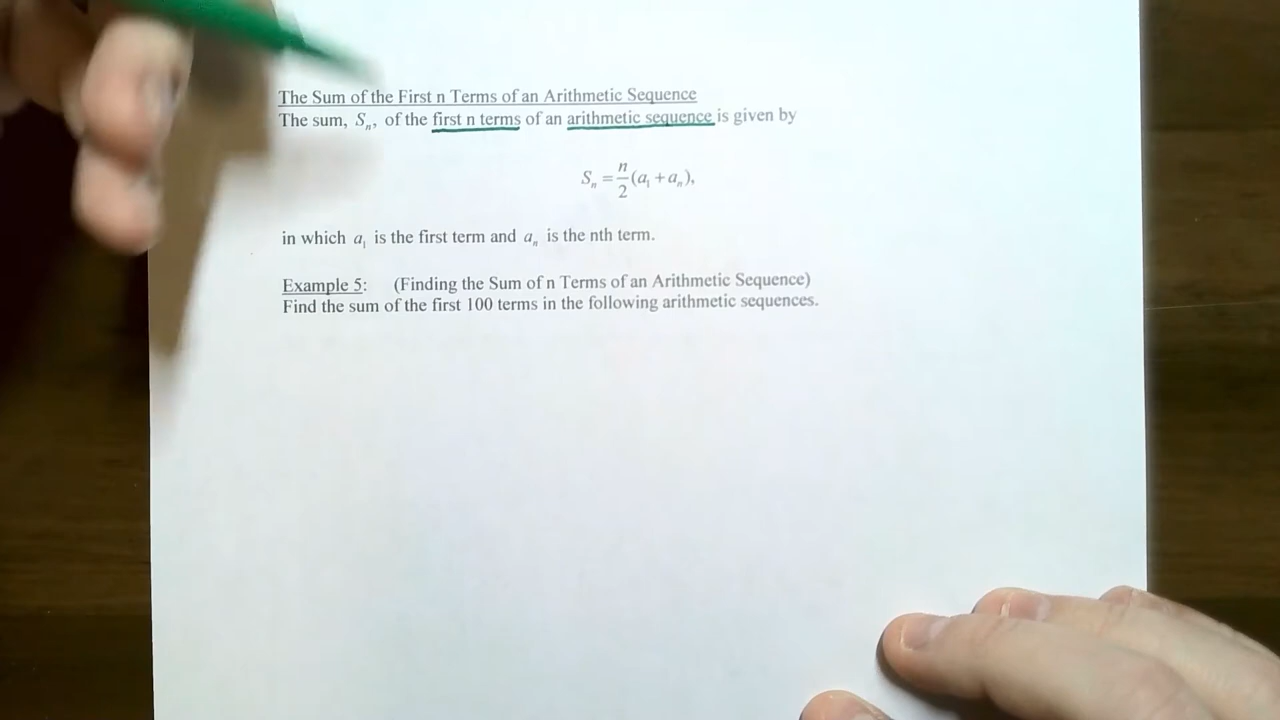 The Sum of the First n Terms of an Arithmetic Sequence
The sum, Sₙ, of the first n terms of an arithmetic sequence is given by
Sₙ = n/2 (a₁ + aₙ),
in which a₁ is the first term and aₙ is the nth term.
Example 5: (Finding the Sum of n Terms of an Arithmetic Sequence)
Find the sum of the first 100 terms in the following arithmetic sequences.